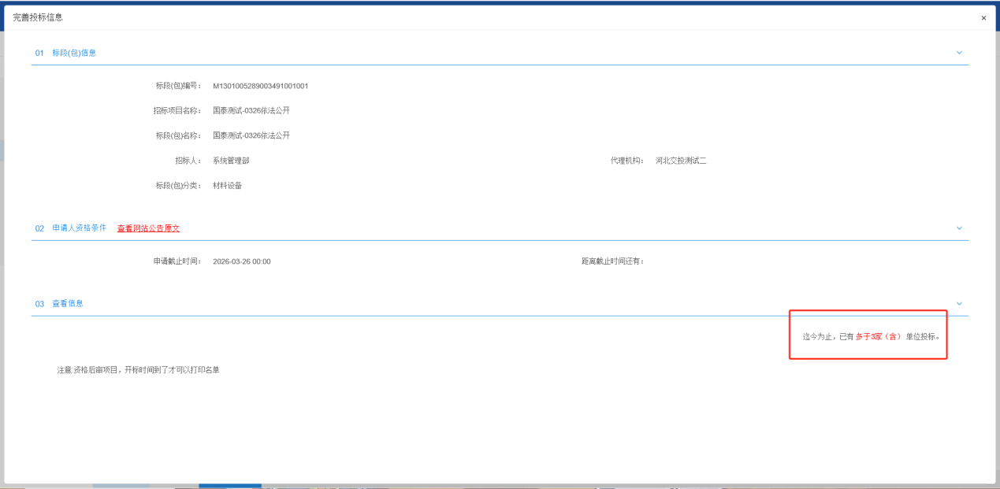 完善投标信息 ×
01 标段(包)信息
标段(包)编号： M1301005289003491001001
招标项目名称： 国泰测试-0326依法公开
标段(包)名称： 国泰测试-0326依法公开
招标人： 系统管理部 代理机构： 河北交投测试二
标段(包)分类： 材料设备
02 申请人资格条件 查看网站公告原文
申请截止时间： 2026-03-26 00:00 距离截止时间还有：
03 查看信息
迄今为止，已有 多于3家（含） 单位投标。
注意:资格后审项目，开标时间到了才可以打印名单